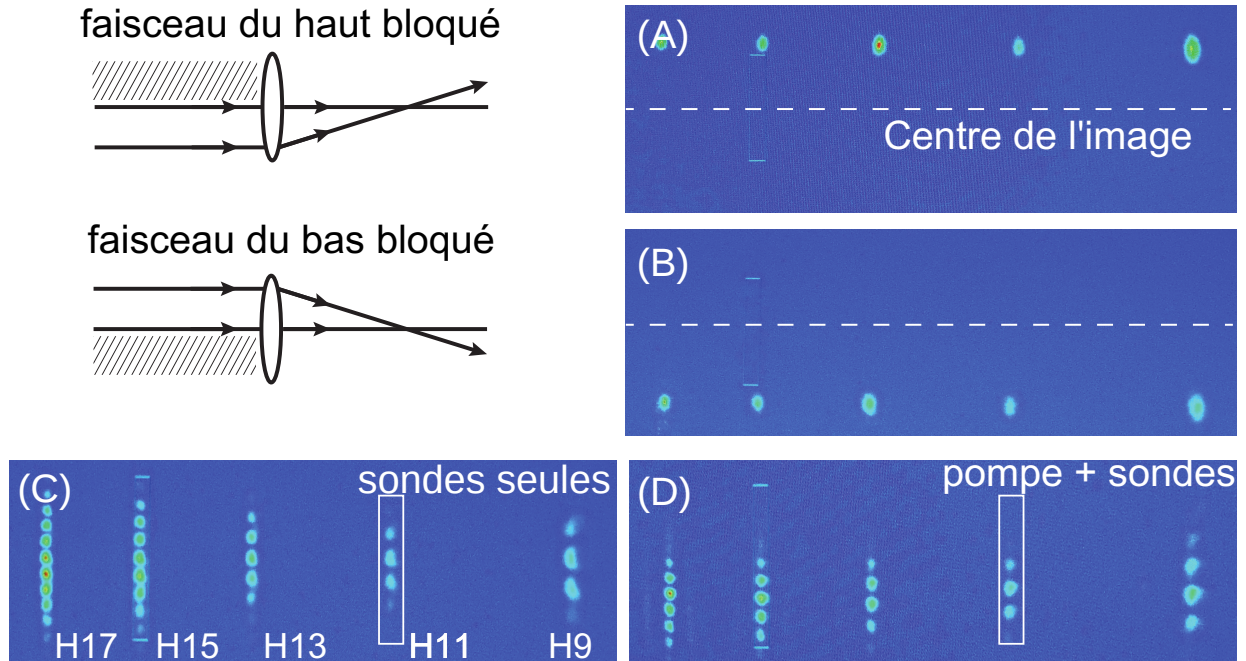 faisceau du haut bloqué
(A)
Centre de l'image
faisceau du bas bloqué
(B)
(C)
sondes seules
H17
H15
H13
H11
H9
(D)
pompe + sondes